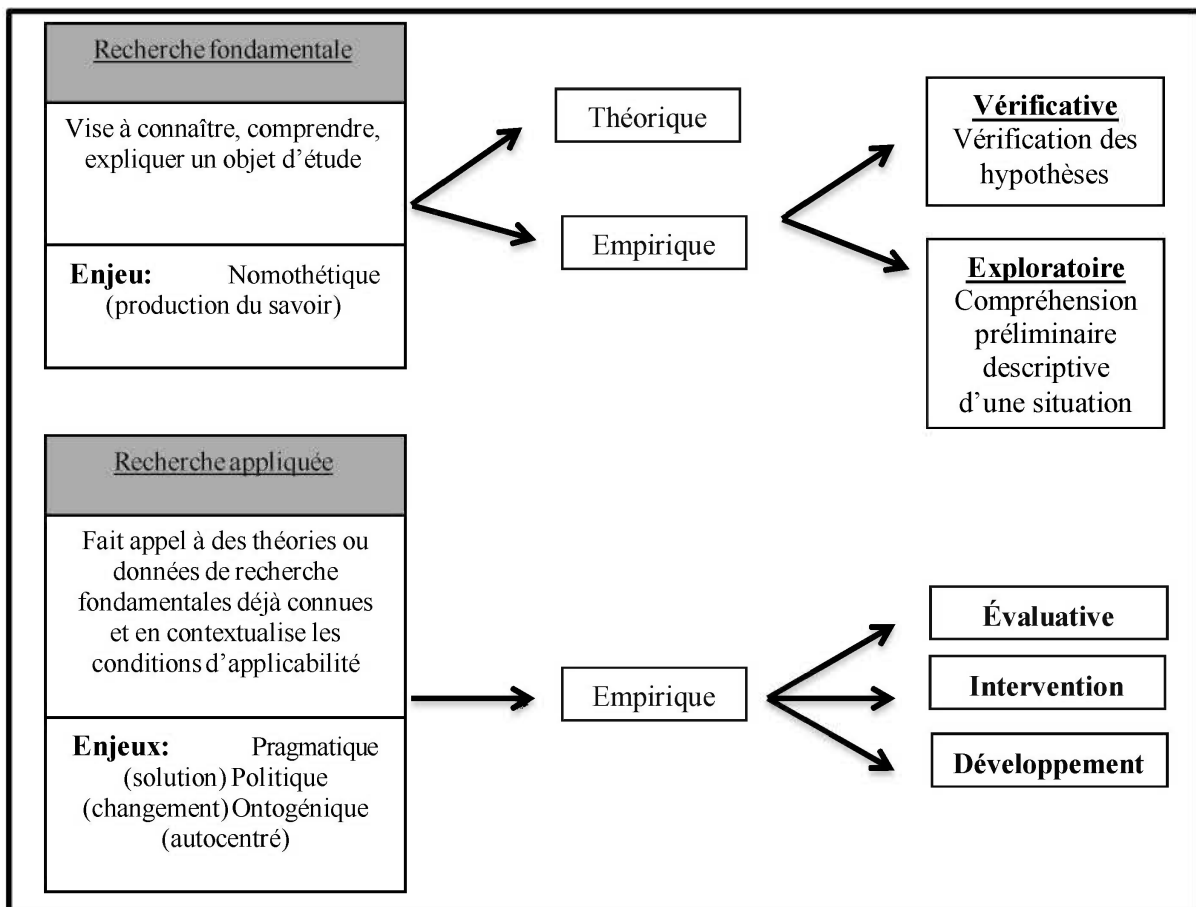 Recherche fondamentale
Vise à connaître, comprendre,
expliquer un objet d'étude
Enjeu: Nomothétique
(production du savoir)
Théorique
Empirique
Vérificative
Vérification des
hypothèses
Exploratoire
Compréhension
préliminaire
descriptive
d'une situation
Recherche appliquée
Fait appel à des théories ou
données de recherche
fondamentales déjà connues
et en contextualise les
conditions d'applicabilité
Enjeux: Pragmatique
(solution) Politique
(changement) Ontogénique
(autocentré)
Empirique
Évaluative
Intervention
Développement